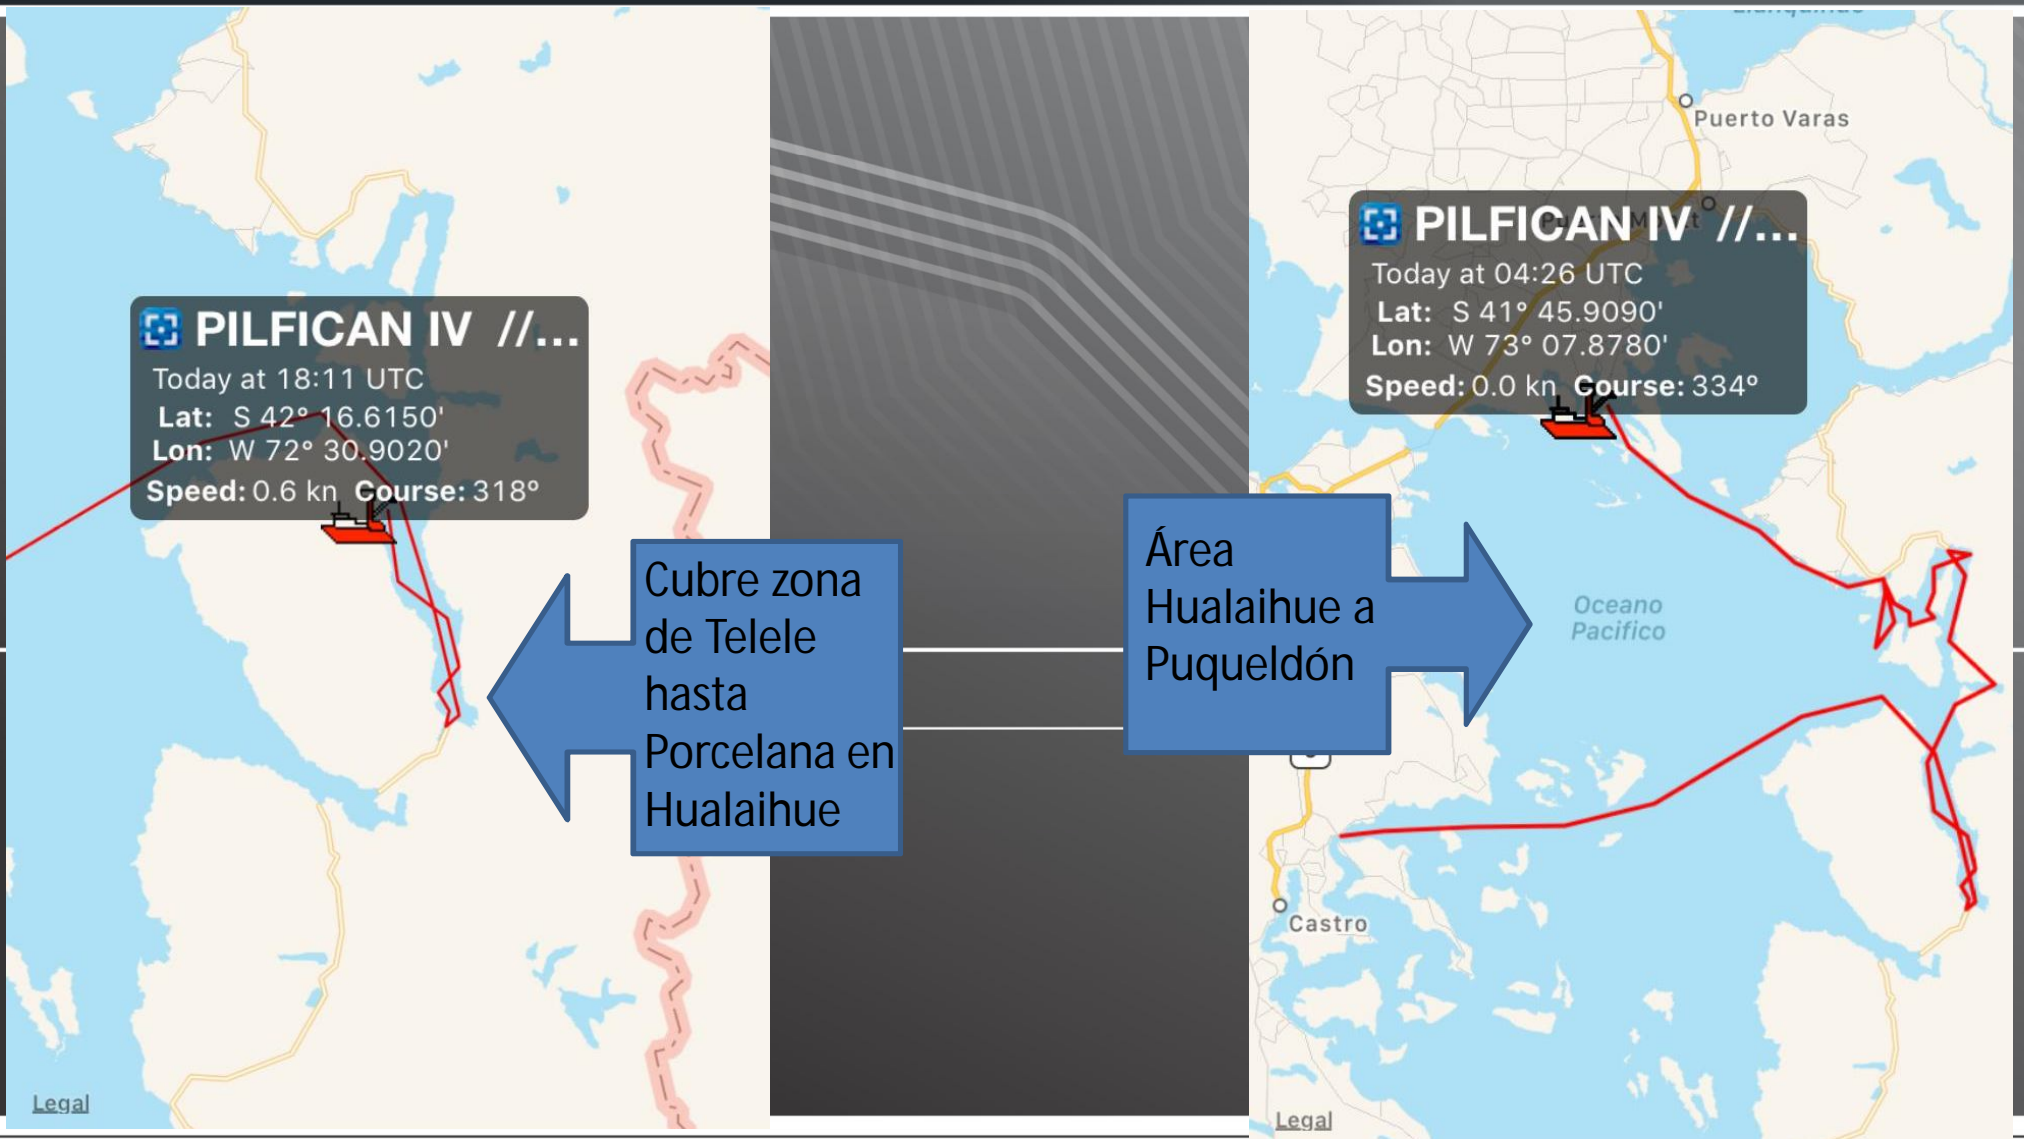 PILFICAN IV //...
Today at 18:11 UTC
Lat: S 42° 16.6150'
Lon: W 72° 30.9020'
Speed: 0.6 kn Course: 318°
Legal
Cubre zona
de Telele
hasta
Porcelana en
Hualaihue
Área
Hualaihue a
Puqueldón
Puerto Varas
PILFICAN IV //...
Today at 04:26 UTC
Lat: S 41° 45.9090'
Lon: W 73° 07.8780'
Speed: 0.0 kn Course: 334°
Oceano
Pacifico
Castro
Legal